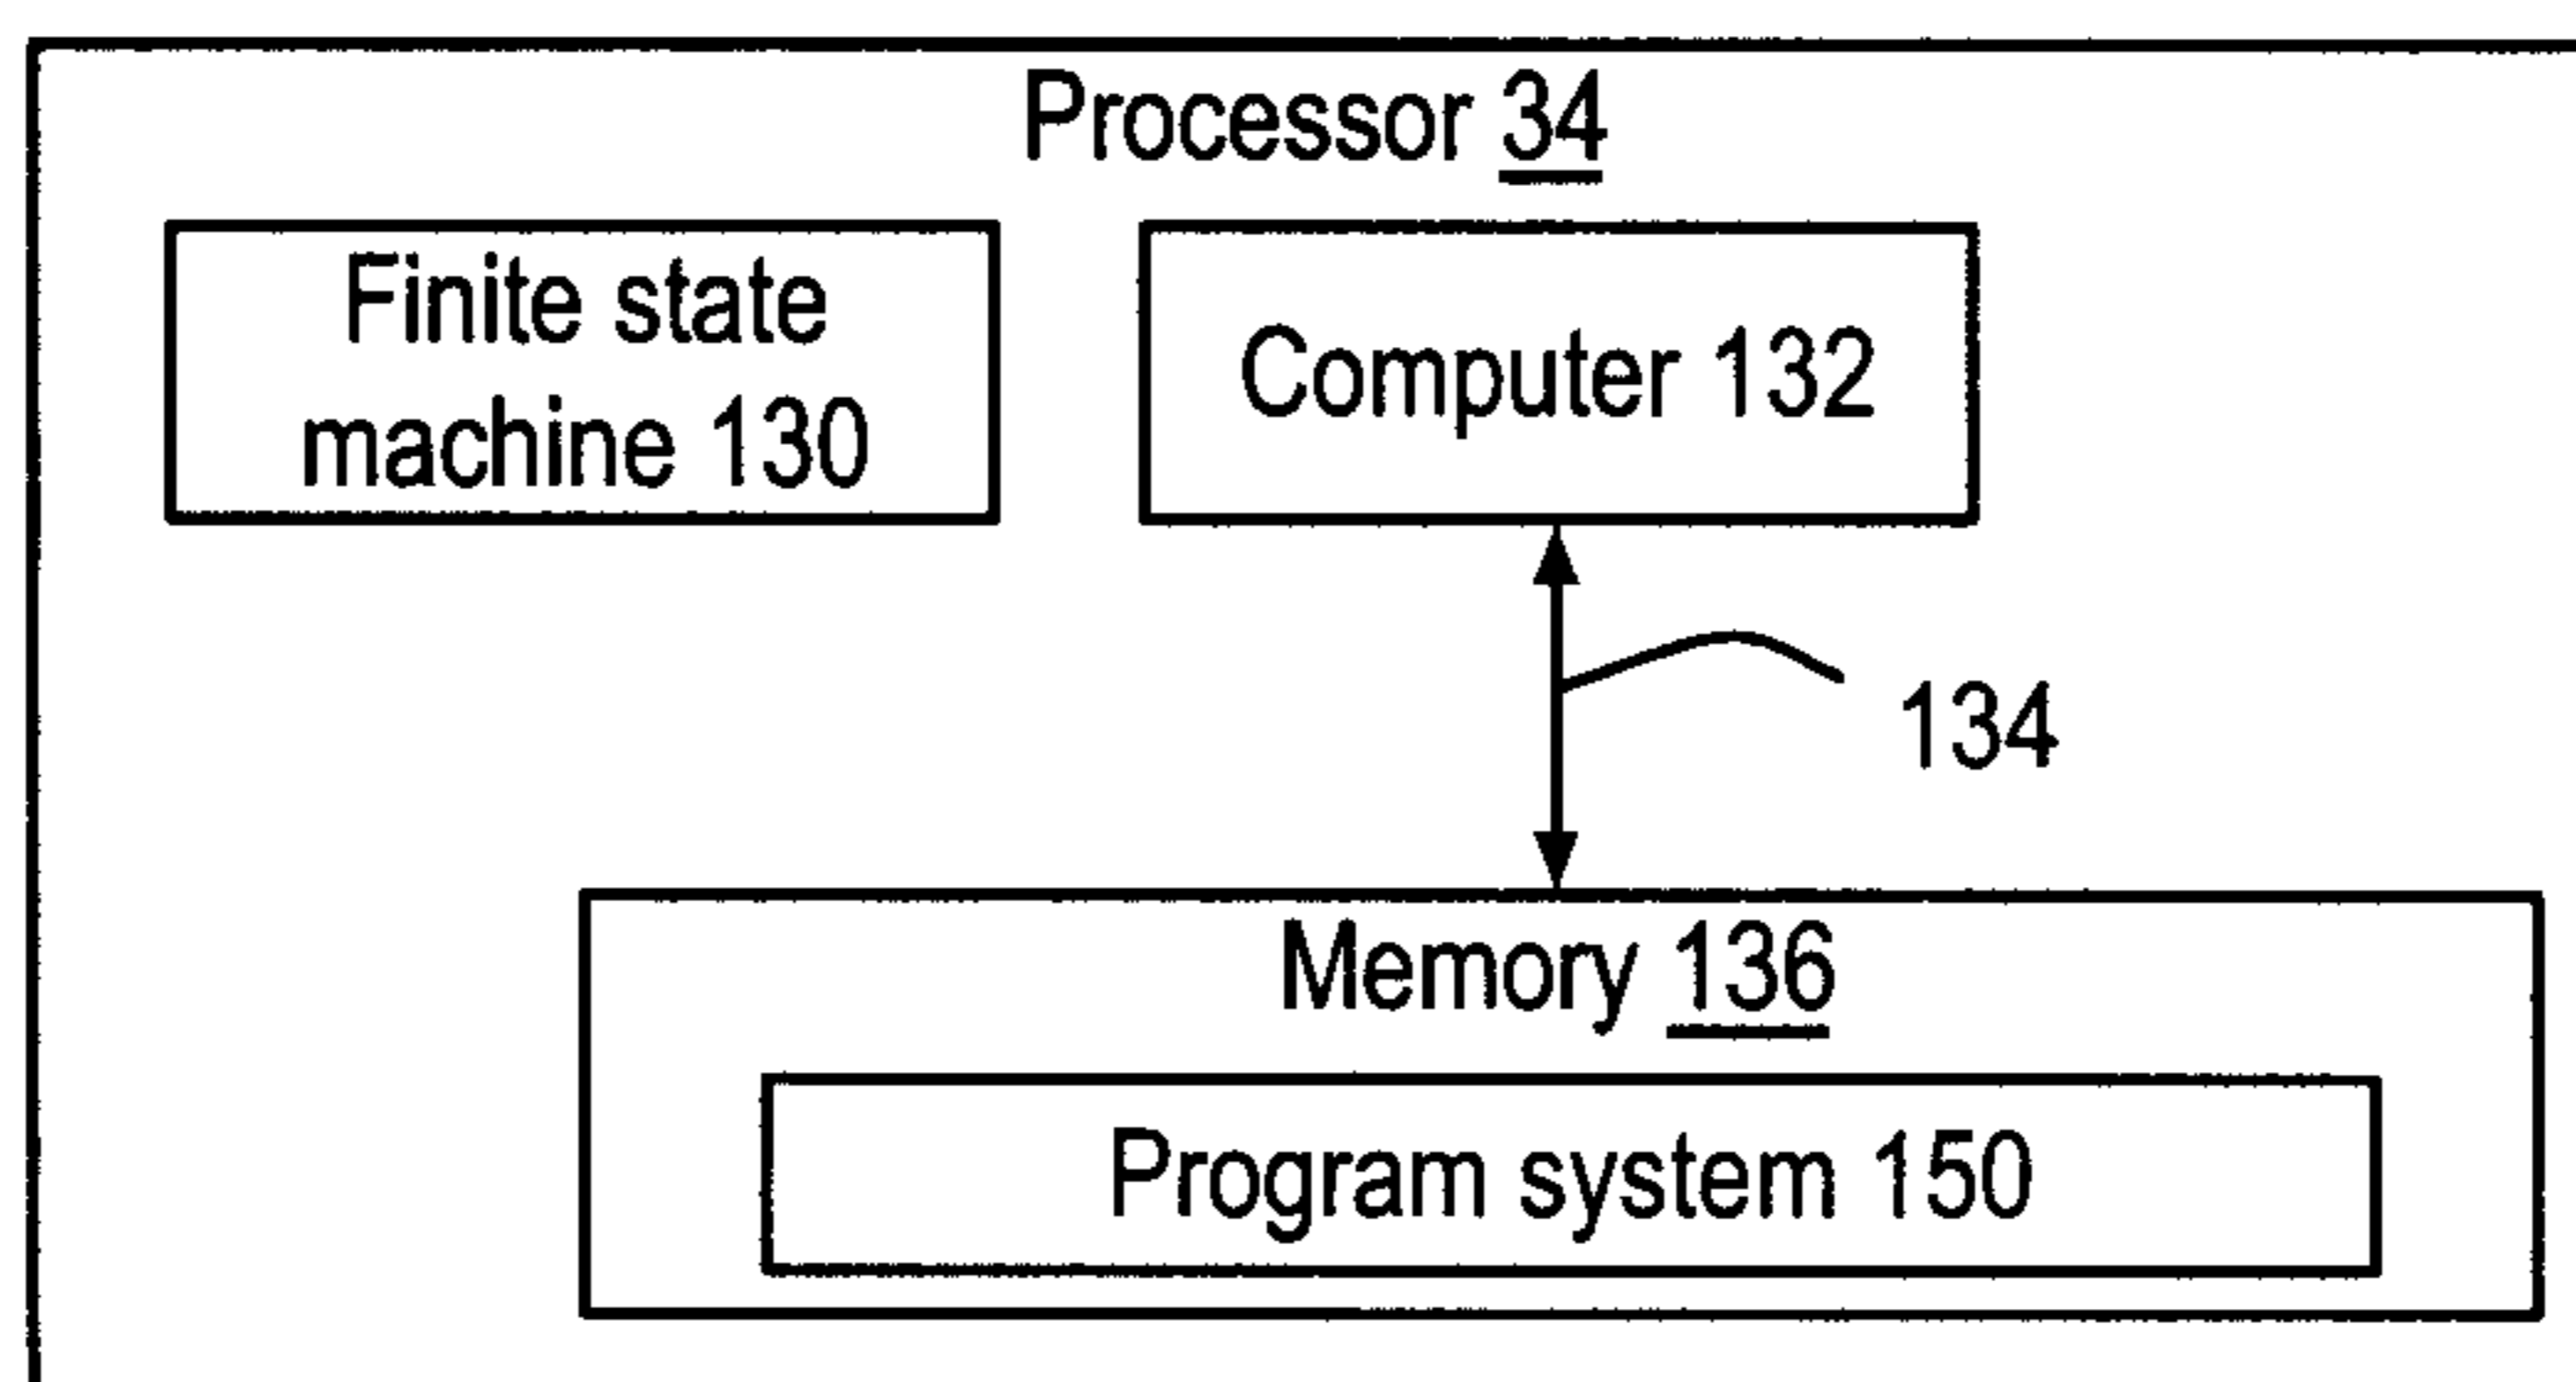 Processor 34
Finite state
machine 130
Computer 132
134
Memory 136
Program system 150